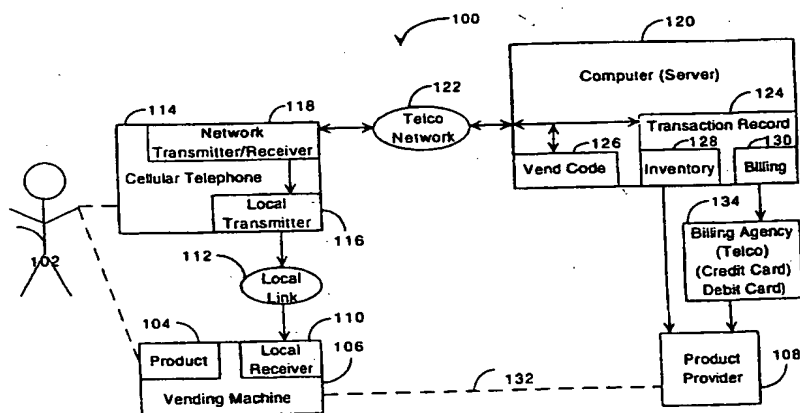 100
120
Computer (Server)
122
Telco
Network
124
Transaction Record
126
128
130
Vend Code
Inventory
Billing
114
118
Network
Transmitter/Receiver
Cellular Telephone
Local
Transmitter
116
102
112
Local
Link
134
Billing Agency
(Telco)
(Credit Card)
Debit Card)
104
110
106
Product
Local
Receiver
Vending Machine
132
Product
Provider
108